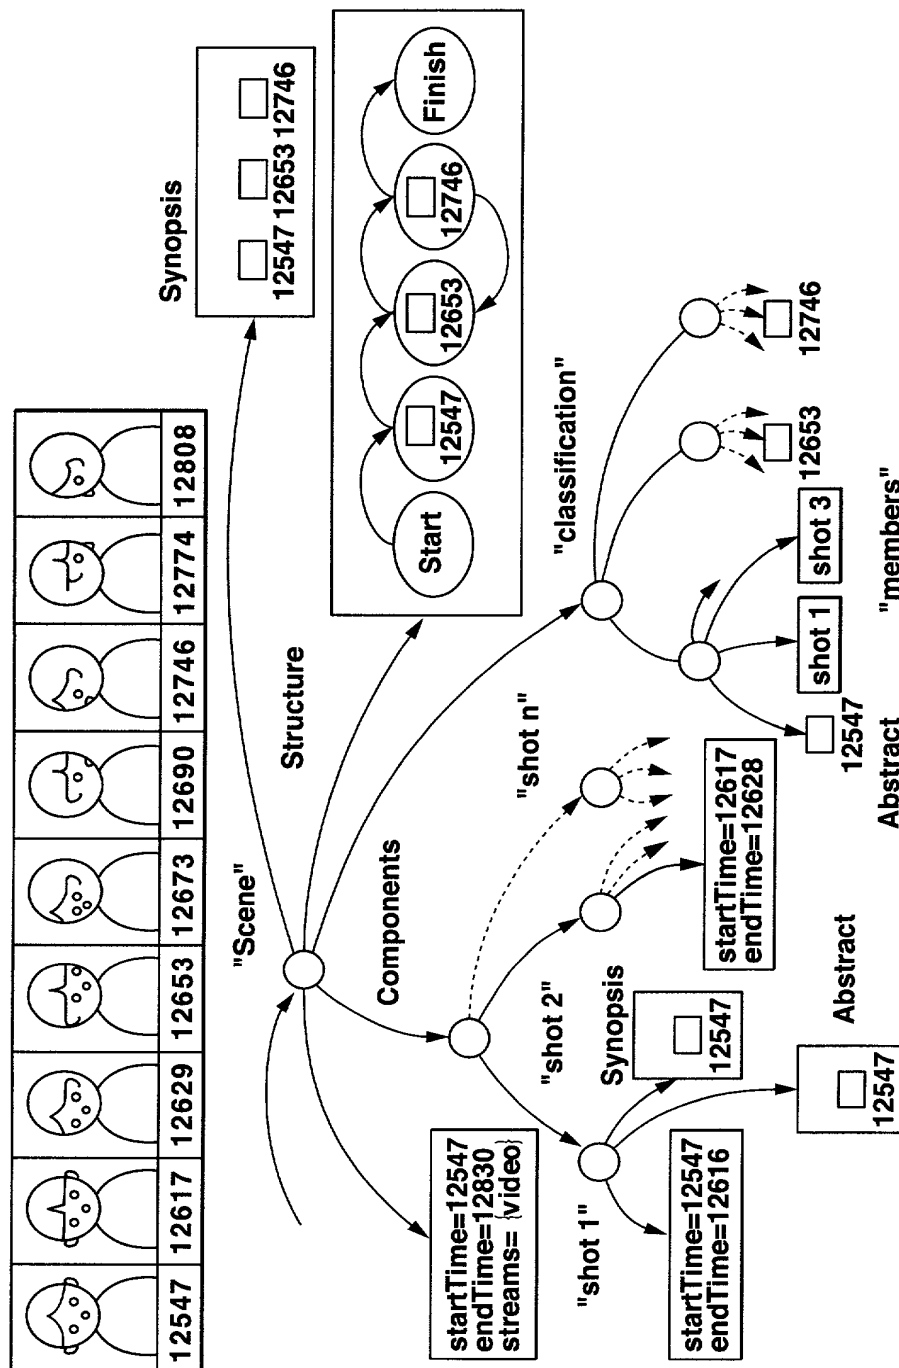 12547 12617 12629 12653 12673 12690 12746 12774 12808
"Scene"
Synopsis
12547 12653 12746
Structure
Start
12547
12653
12746
Finish
Components
startTime=12547
endTime=12830
streams= {video}
"shot 1"
"shot 2"
"shot n"
"classification"
Synopsis
12547
startTime=12547
endTime=12616
12547
Abstract
startTime=12617
endTime=12628
12547
Abstract
shot 1
shot 3
"members"
12653
12746